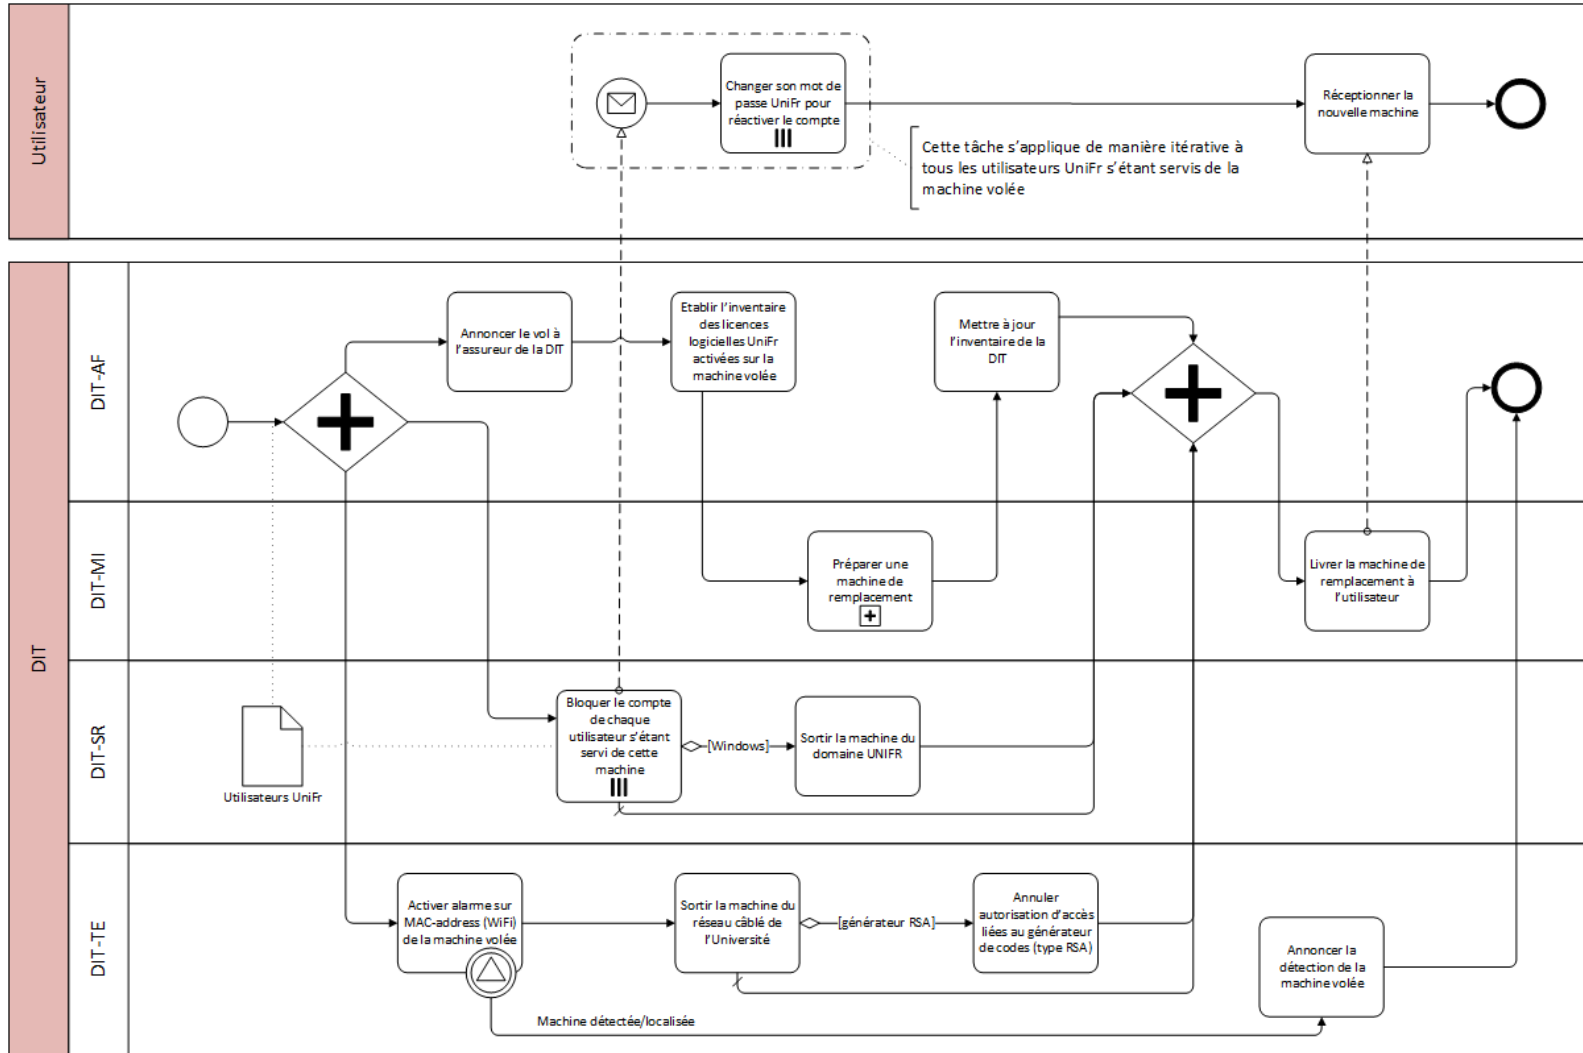 Utilisateur
Changer son mot de
passe UniFr pour
réactiver le compte
Réceptionner la
nouvelle machine
Cette tâche s’applique de manière itérative à
tous les utilisateurs UniFr s’étant servis de la
machine volée
DIT
DIT-AF
Annoncer le vol à
l’assureur de la DIT
Etablir l’inventaire
des licences
logicielles UniFr
activées sur la
machine volée
Mettre à jour
l’inventaire de la
DIT
DIT-MI
Préparer une
machine de
remplacement
Livrer la machine de
remplacement à
l’utilisateur
DIT-SR
Utilisateurs UniFr
Bloquer le compte
de chaque
utilisateur s’étant
servi de cette
machine
[Windows]
Sortir la machine du
domaine UNIFR
DIT-TE
Activer alarme sur
MAC-address (WiFi)
de la machine volée
Sortir la machine du
réseau câblé de
l’Université
[générateur RSA]
Annuler
autorisation d’accès
liées au générateur
de codes (type RSA)
Annoncer la
détection de la
machine volée
Machine détectée/localisée